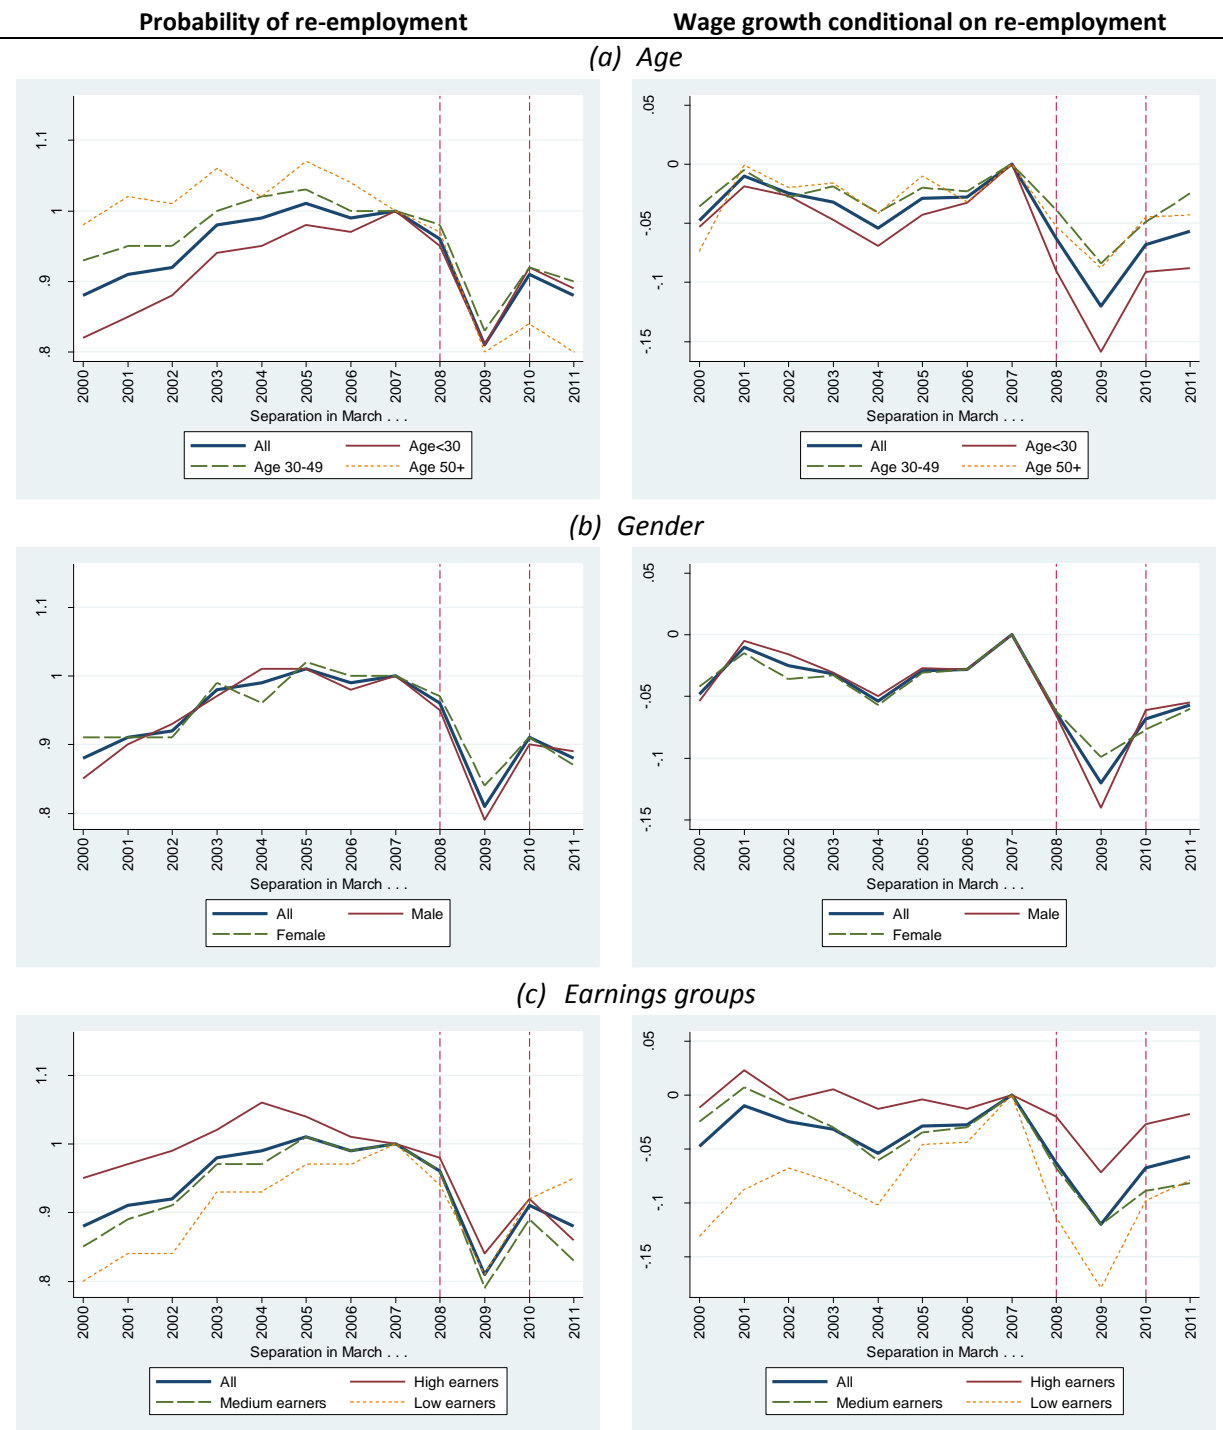 Probability of re-employment
Wage growth conditional on re-employment
(a) Age
1.1
1
.9
.8
2000 2001 2002 2003 2004 2005 2006 2007 2008 2009 2010 2011
Separation in March . . .
All Age<30
Age 30-49 Age 50+
.05
0
-.05
-.1
-.15
2000 2001 2002 2003 2004 2005 2006 2007 2008 2009 2010 2011
Separation in March . . .
All Age<30
Age 30-49 Age 50+
(b) Gender
1.1
1
.9
.8
2000 2001 2002 2003 2004 2005 2006 2007 2008 2009 2010 2011
Separation in March . . .
All Male
Female
.05
0
-.05
-.1
-.15
2000 2001 2002 2003 2004 2005 2006 2007 2008 2009 2010 2011
Separation in March . . .
All Male
Female
(c) Earnings groups
1.1
1
.9
.8
2000 2001 2002 2003 2004 2005 2006 2007 2008 2009 2010 2011
Separation in March . . .
All High earners
Medium earners Low earners
.05
0
-.05
-.1
-.15
2000 2001 2002 2003 2004 2005 2006 2007 2008 2009 2010 2011
Separation in March . . .
All High earners
Medium earners Low earners